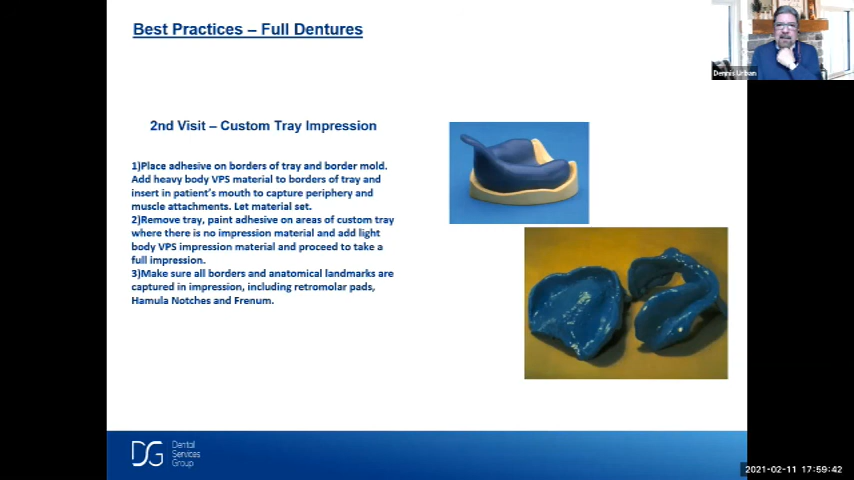 Best Practices – Full Dentures
Dennis Urban
2nd Visit – Custom Tray Impression
1)Place adhesive on borders of tray and border mold.
Add heavy body VPS material to borders of tray and
insert in patient's mouth to capture periphery and
muscle attachments. Let material set.
2)Remove tray, paint adhesive on areas of custom tray
where there is no impression material and add light
body VPS impression material and proceed to take a
full impression.
3)Make sure all borders and anatomical landmarks are
captured in impression, including retromolar pads,
Hamula Notches and Frenum.
DSG
Dental
Services
Group
2021-02-11 17:59:42